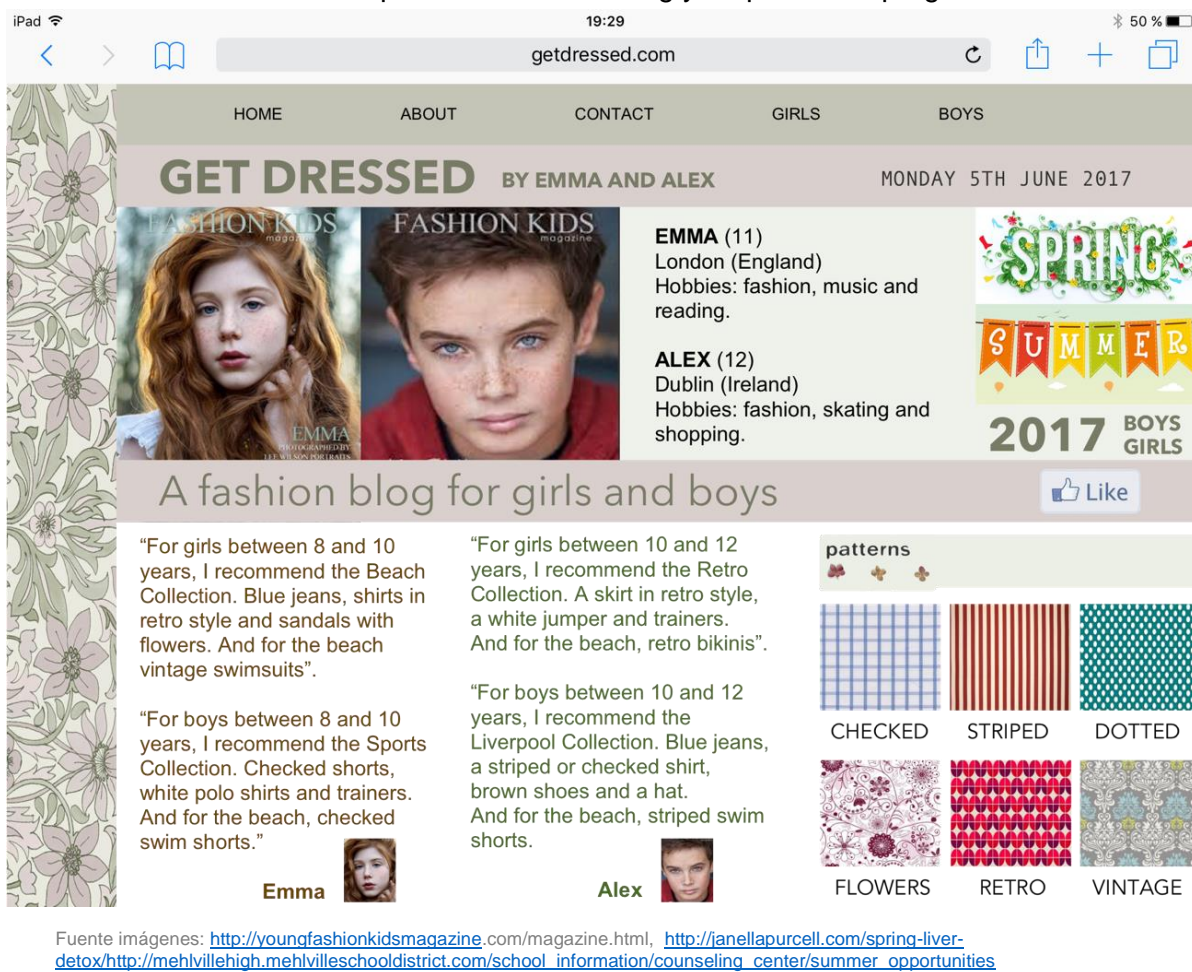 iPad 19:29 50 %
getdressed.com
HOME ABOUT CONTACT GIRLS BOYS
GET DRESSED BY EMMA AND ALEX MONDAY 5TH JUNE 2017
FASHION KIDS
magazine
EMMA
PHOTOGRAPHED BY
LEE WILSON PORTRAITS
FASHION KIDS
magazine
EMMA (11)
London (England)
Hobbies: fashion, music and
reading.
ALEX (12)
Dublin (Ireland)
Hobbies: fashion, skating and
shopping.
SPRING
SUMMER
2017 BOYS
GIRLS
A fashion blog for girls and boys
Like
“For girls between 8 and 10
years, I recommend the Beach
Collection. Blue jeans, shirts in
retro style and sandals with
flowers. And for the beach
vintage swimsuits”.
“For boys between 8 and 10
years, I recommend the Sports
Collection. Checked shorts,
white polo shirts and trainers.
And for the beach, checked
swim shorts.”
Emma
“For girls between 10 and 12
years, I recommend the Retro
Collection. A skirt in retro style,
a white jumper and trainers.
And for the beach, retro bikinis”.
“For boys between 10 and 12
years, I recommend the
Liverpool Collection. Blue jeans,
a striped or checked shirt,
brown shoes and a hat.
And for the beach, striped swim
shorts.
Alex
patterns
CHECKED STRIPED DOTTED
FLOWERS RETRO VINTAGE
Fuente imágenes: http://youngfashionkidsmagazine.com/magazine.html, http://janellapurcell.com/spring-liver-
detox/http://mehlvillehigh.mehlvilleschooldistrict.com/school_information/counseling_center/summer_opportunities